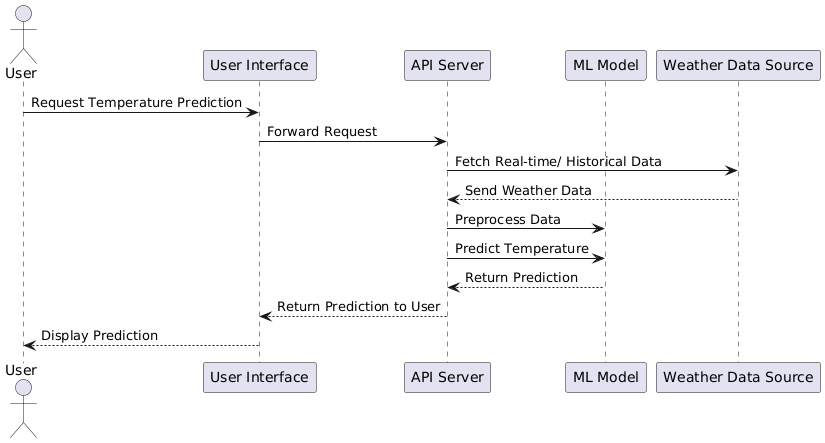 User
User Interface
API Server
ML Model
Weather Data Source
Request Temperature Prediction
Forward Request
Fetch Real-time/ Historical Data
Send Weather Data
Preprocess Data
Predict Temperature
Return Prediction
Return Prediction to User
Display Prediction
User
User Interface
API Server
ML Model
Weather Data Source